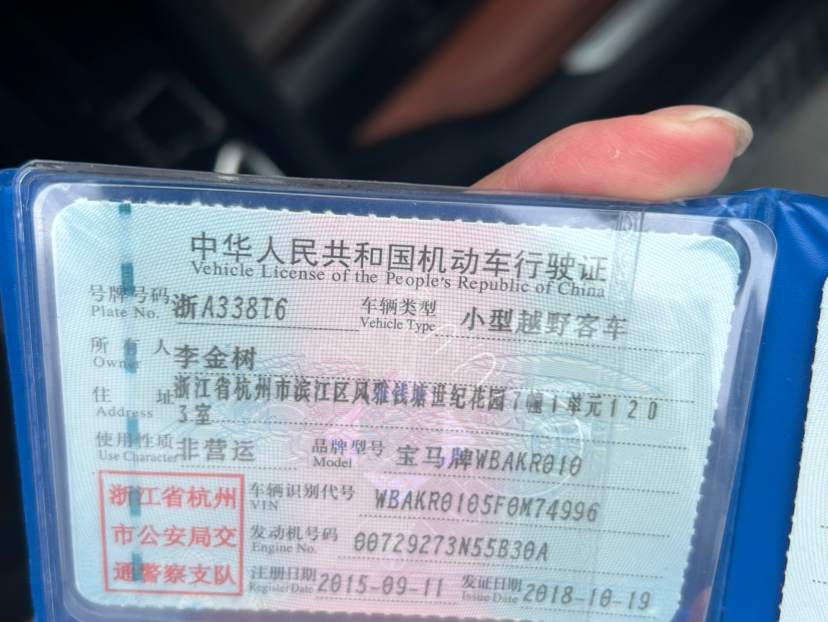 中华人民共和国机动车行驶证
Vehicle License of the People's Republic of China
号牌号码 Plate No. 浙A338T6 车辆类型 Vehicle Type 小型越野客车
所有人 Owner 李金树
住址 Address 浙江省杭州市滨江区风雅钱塘世纪花园7幢1单元120
3室
使用性质 Use Character 非营运 品牌型号 Model 宝马牌WBAKR010
浙江省杭州 车辆识别代号 VIN WBAKR0105F0M74996
市公安局交 发动机号码 Engine No. 00729273N55B30A
通警察支队 注册日期 Register Date 2015-09-11 发证日期 Issue Date 2018-10-19